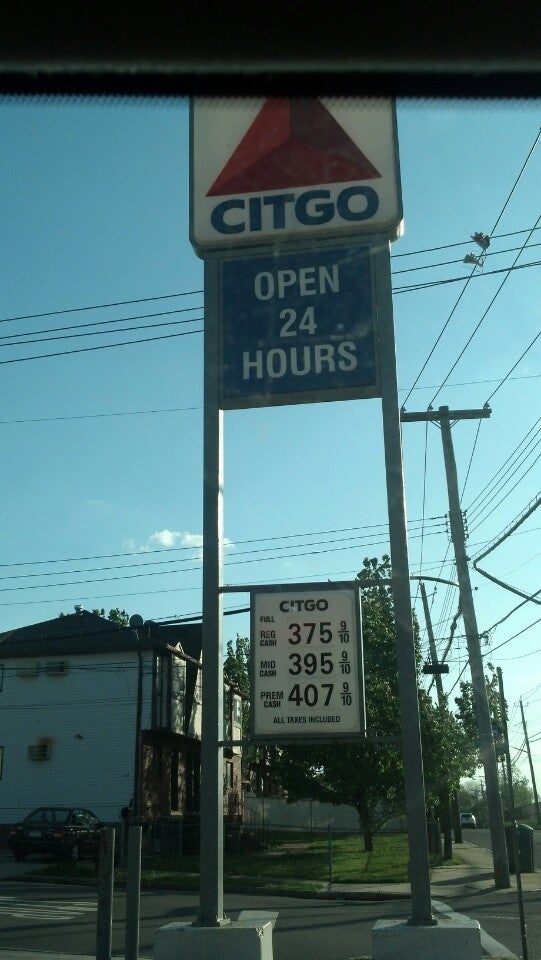 CITGO
OPEN
24
HOURS
CITGO
FULL
REG CASH 375 9/10
MID CASH 395 9/10
PREM CASH 407 9/10
ALL TAXES INCLUDED